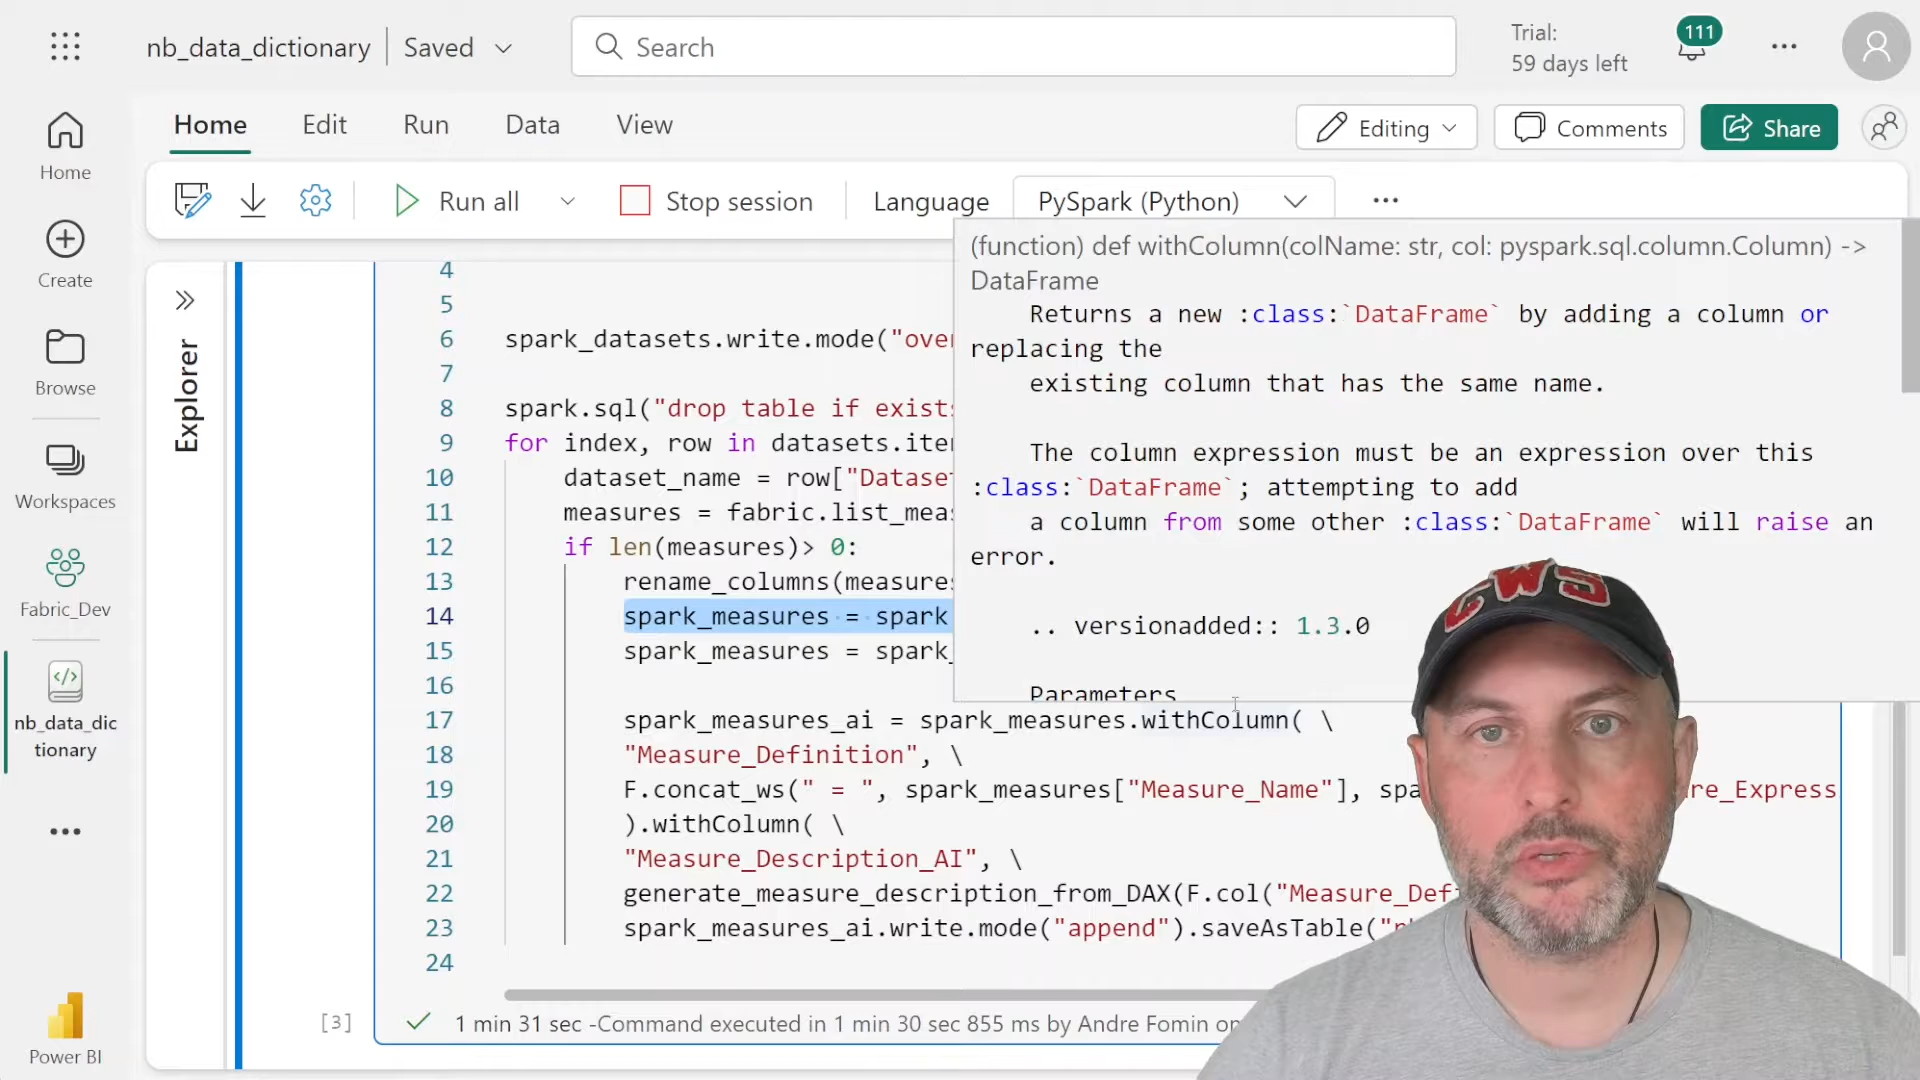 nb_data_dictionary
Saved
Search
Trial:
59 days left
111
Home
Edit
Run
Data
View
Editing
Comments
Share
Run all
Stop session
Language
PySpark (Python)
Home
Create
Browse
Workspaces
Fabric_Dev
nb_data_dic
tionary
Power BI
Explorer
(function) def withColumn(colName: str, col: pyspark.sql.column.Column) ->
DataFrame
Returns a new :class:`DataFrame` by adding a column or
replacing the
existing column that has the same name.
The column expression must be an expression over this
:class:`DataFrame`; attempting to add
a column from some other :class:`DataFrame` will raise an
error.
.. versionadded:: 1.3.0
Parameters
4
5
6 spark_datasets.write.mode("over
7
8 spark.sql("drop table if exists
9 for index, row in datasets.iter
10 dataset_name = row["Dataset
11 measures = fabric.list_meas
12 if len(measures)> 0:
13 rename_columns(measures
14 spark_measures = spark
15 spark_measures = spark_
16
17 spark_measures_ai = spark_measures.withColumn( \
18 "Measure_Definition", \
19 F.concat_ws(" = ", spark_measures["Measure_Name"], spa re_Express
20 ).withColumn( \
21 "Measure_Description_AI", \
22 generate_measure_description_from_DAX(F.col("Measure_Def
23 spark_measures_ai.write.mode("append").saveAsTable("
24
[3]
1 min 31 sec -Command executed in 1 min 30 sec 855 ms by Andre Fomin on
CWS